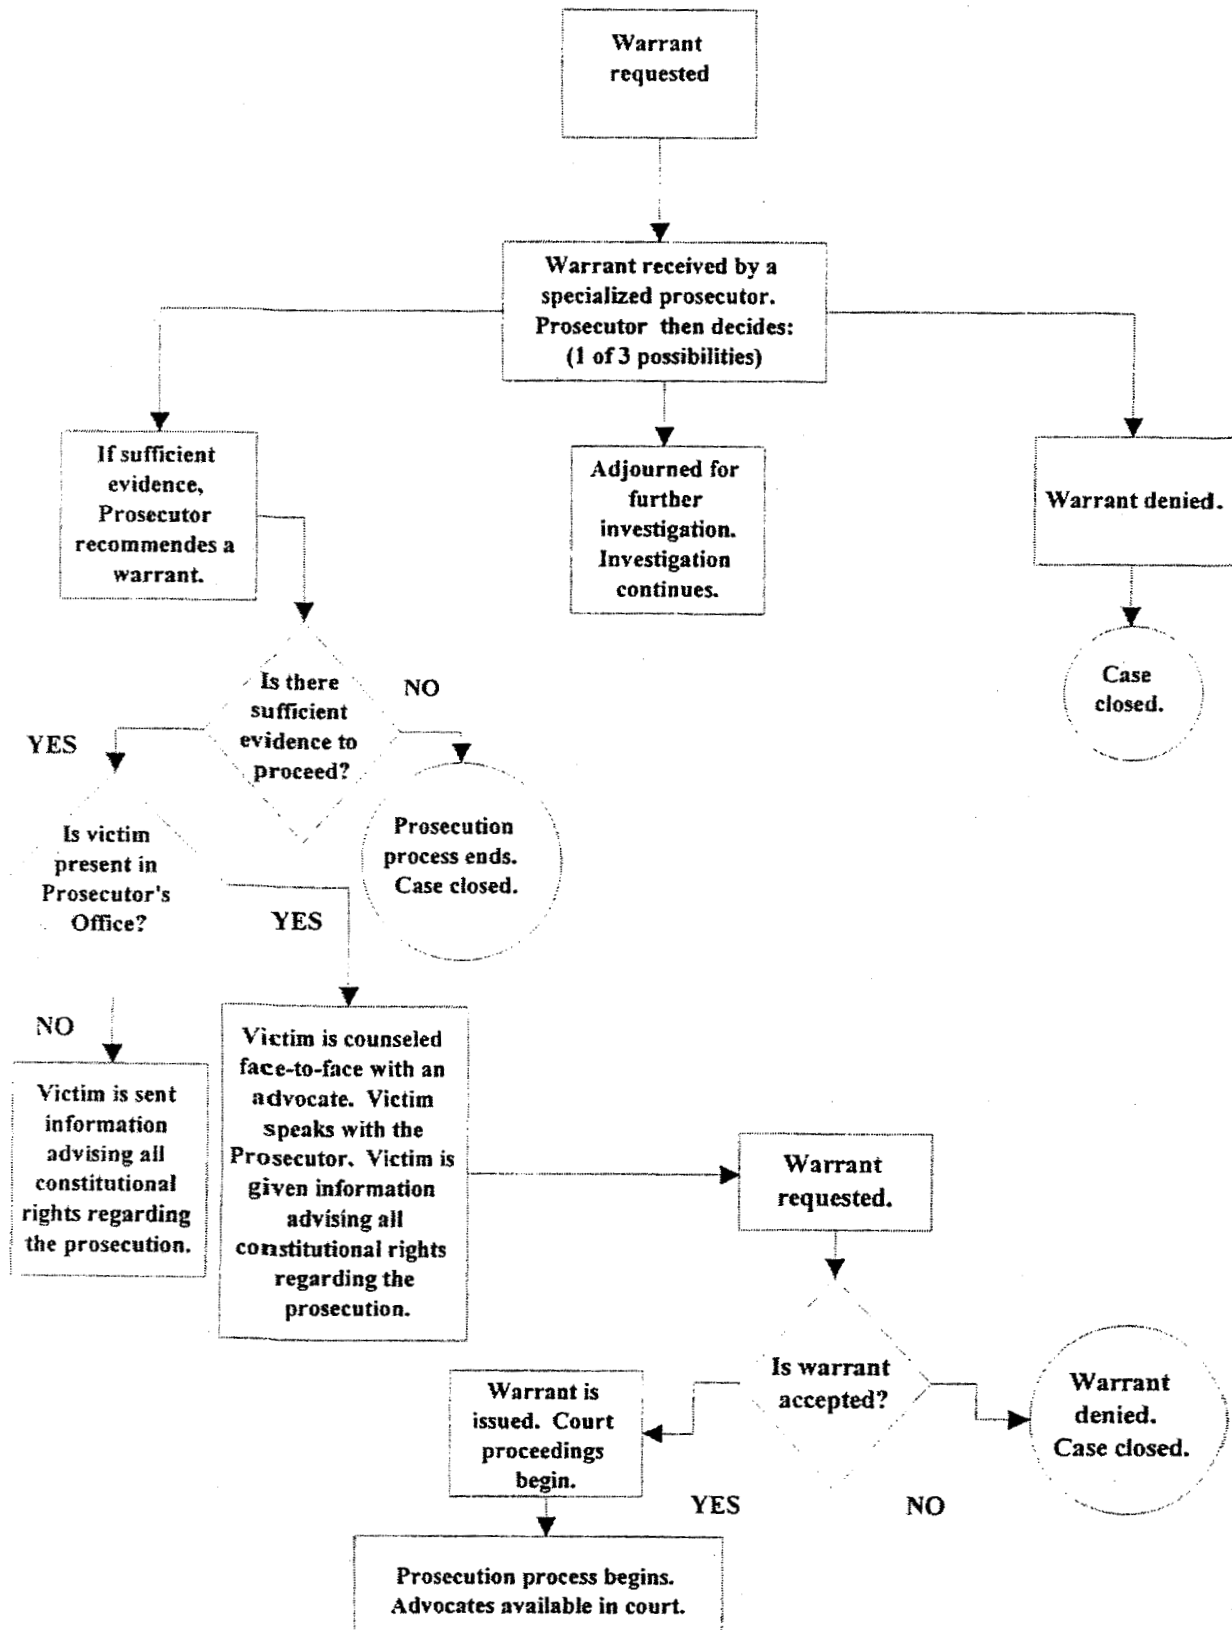 Warrant
requested
Warrant received by a
specialized prosecutor.
Prosecutor then decides:
(1 of 3 possibilities)
If sufficient
evidence,
Prosecutor
recommendes a
warrant.
Adjourned for
further
investigation.
Investigation
continues.
Warrant denied.
Case
closed.
Is there
sufficient
evidence to
proceed?
NO
YES
Prosecution
process ends.
Case closed.
Is victim
present in
Prosecutor's
Office?
YES
NO
Victim is sent
information
advising all
constitutional
rights regarding
the prosecution.
Victim is counseled
face-to-face with an
advocate. Victim
speaks with the
Prosecutor. Victim is
given information
advising all
constitutional rights
regarding the
prosecution.
Warrant
requested.
Is warrant
accepted?
Warrant
denied.
Case closed.
Warrant is
issued. Court
proceedings
begin.
YES
NO
Prosecution process begins.
Advocates available in court.